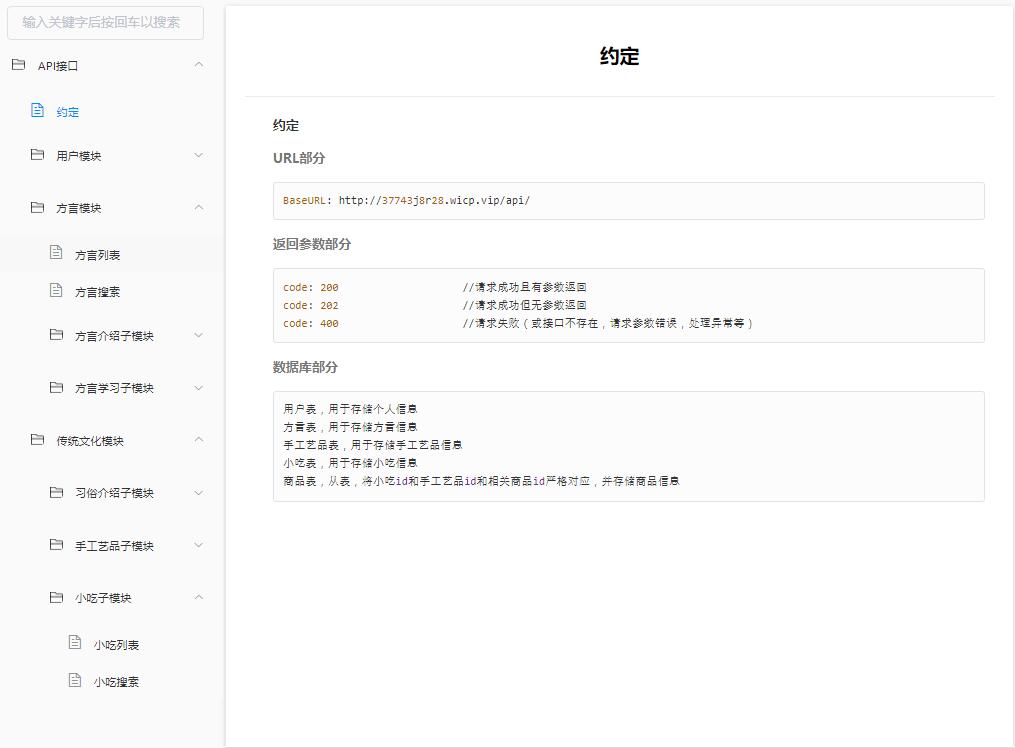 输入关键字后按回车以搜索
API接口
约定
用户模块
方言模块
方言列表
方言搜索
方言介绍子模块
方言学习子模块
传统文化模块
习俗介绍子模块
手工艺品子模块
小吃子模块
小吃列表
小吃搜索
约定
约定
URL部分
BaseURL: http://37743j8r28.wicp.vip/api/
返回参数部分
code: 200 //请求成功且有参数返回
code: 202 //请求成功但无参数返回
code: 400 //请求失败（或接口不存在，请求参数错误，处理异常等）
数据库部分
用户表，用于存储个人信息
方言表，用于存储方言信息
手工艺品表，用于存储手工艺品信息
小吃表，用于存储小吃信息
商品表，从表，将小吃id和手工艺品id和相关商品id严格对应，并存储商品信息